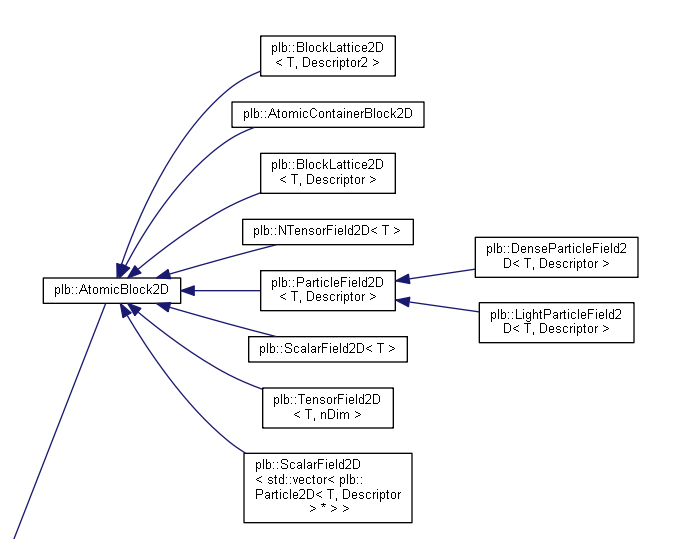 plb::BlockLattice2D
< T, Descriptor2 >
plb::AtomicContainerBlock2D
plb::BlockLattice2D
< T, Descriptor >
plb::NTensorField2D< T >
plb::DenseParticleField2
D< T, Descriptor >
plb::ParticleField2D
< T, Descriptor >
plb::AtomicBlock2D
plb::LightParticleField2
D< T, Descriptor >
plb::ScalarField2D< T >
plb::TensorField2D
< T, nDim >
plb::ScalarField2D
< std::vector< plb::
Particle2D< T, Descriptor
> * > >